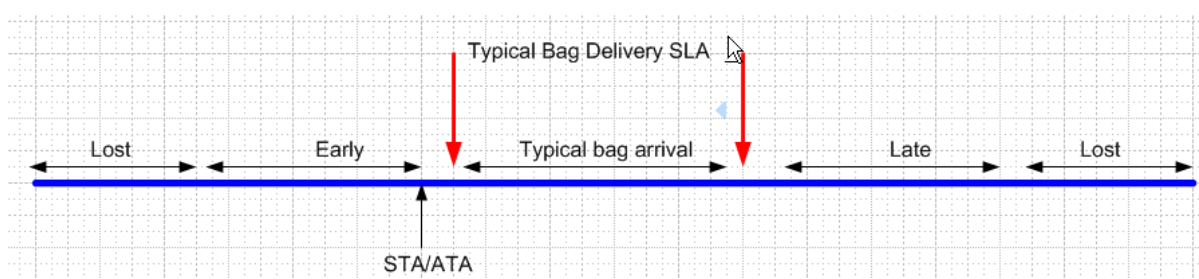 Typical Bag Delivery SLA
Lost
Early
Typical bag arrival
Late
Lost
STA/ATA